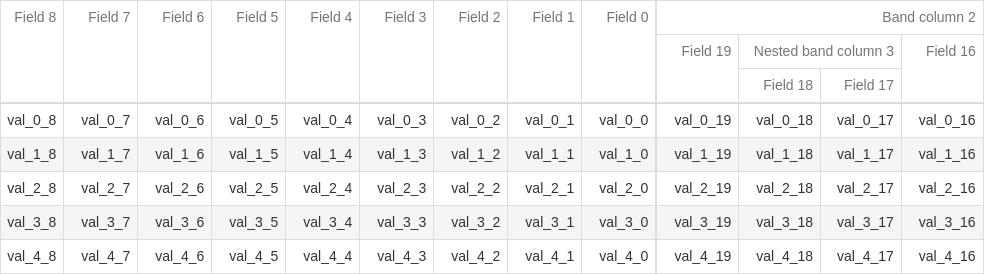 Field 8 Field 7 Field 6 Field 5 Field 4 Field 3 Field 2 Field 1 Field 0 Band column 2
Field 19 Nested band column 3 Field 16
Field 18 Field 17
val_0_8 val_0_7 val_0_6 val_0_5 val_0_4 val_0_3 val_0_2 val_0_1 val_0_0 val_0_19 val_0_18 val_0_17 val_0_16
val_1_8 val_1_7 val_1_6 val_1_5 val_1_4 val_1_3 val_1_2 val_1_1 val_1_0 val_1_19 val_1_18 val_1_17 val_1_16
val_2_8 val_2_7 val_2_6 val_2_5 val_2_4 val_2_3 val_2_2 val_2_1 val_2_0 val_2_19 val_2_18 val_2_17 val_2_16
val_3_8 val_3_7 val_3_6 val_3_5 val_3_4 val_3_3 val_3_2 val_3_1 val_3_0 val_3_19 val_3_18 val_3_17 val_3_16
val_4_8 val_4_7 val_4_6 val_4_5 val_4_4 val_4_3 val_4_2 val_4_1 val_4_0 val_4_19 val_4_18 val_4_17 val_4_16